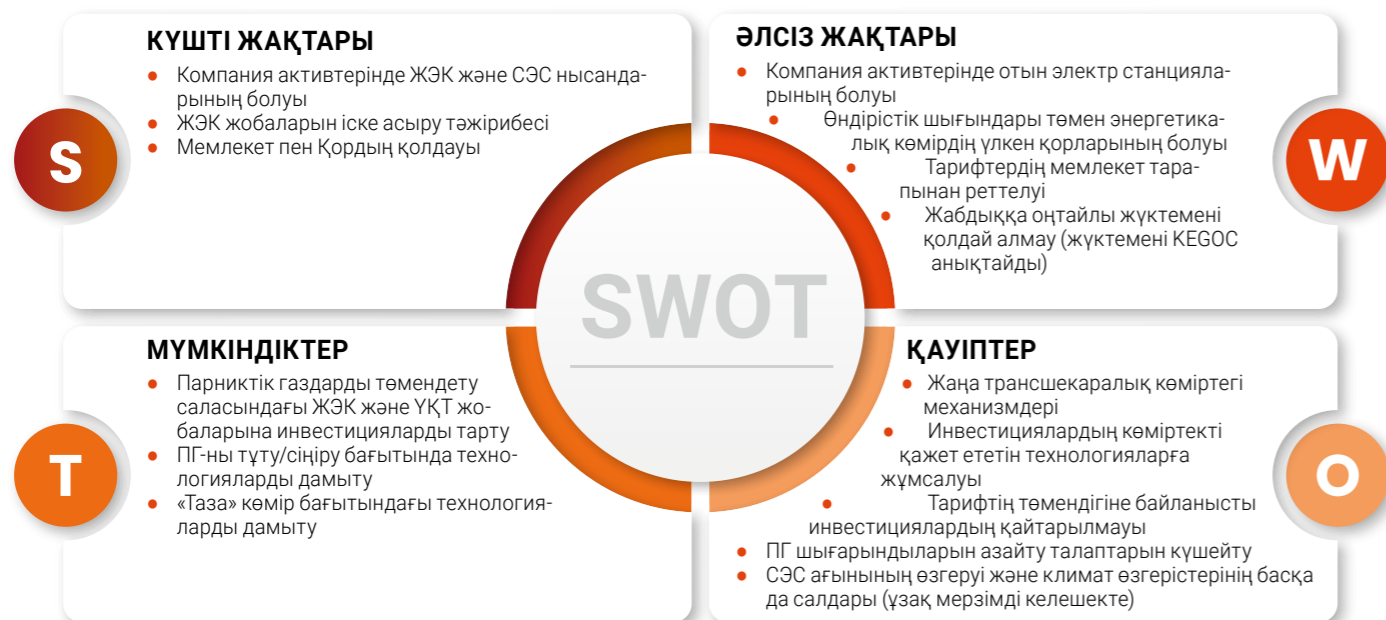 КҮШТІ ЖАҚТАРЫ
● Компания активтерінде ЖЭК және СЭС нысанда-
рының болуы
● ЖЭК жобаларын іске асыру тәжірибесі
● Мемлекет пен Қордың қолдауы
S
ӘЛСІЗ ЖАҚТАРЫ
● Компания активтерінде отын электр станцияла-
рының болуы
● Өндірістік шығындары төмен энергетика-
лық көмірдің үлкен қорларының болуы
● Тарифтердің мемлекет тара-
пынан реттелуі
● Жабдыққа оңтайлы жүктемені
қолдай алмау (жүктемені KEGOC
анықтайды)
W
SWOT
МҮМКІНДІКТЕР
● Парниктік газдарды төмендету
саласындағы ЖЭК және ҮҚТ жо-
баларына инвестицияларды тарту
● ПГ-ны тұту/сіңіру бағытында техно-
логияларды дамыту
● «Таза» көмір бағытындағы технология-
ларды дамыту
T
ҚАУІПТЕР
● Жаңа трансшекаралық көміртегі
механизмдері
● Инвестициялардың көміртекті
қажет ететін технологияларға
жұмсалуы
● Тарифтің төмендігіне байланысты
инвестициялардың қайтарылмауы
● ПГ шығарындыларын азайту талаптарын күшейту
● СЭС ағынының өзгеруі және климат өзгерістерінің басқа
да салдары (ұзақ мерзімді келешекте)
O